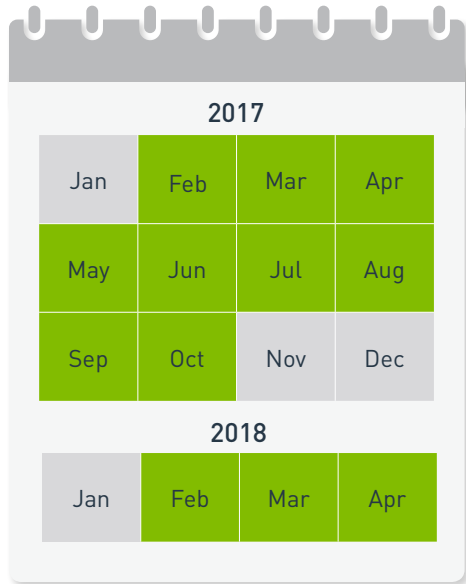 2017
Jan Feb Mar Apr
May Jun Jul Aug
Sep Oct Nov Dec
2018
Jan Feb Mar Apr